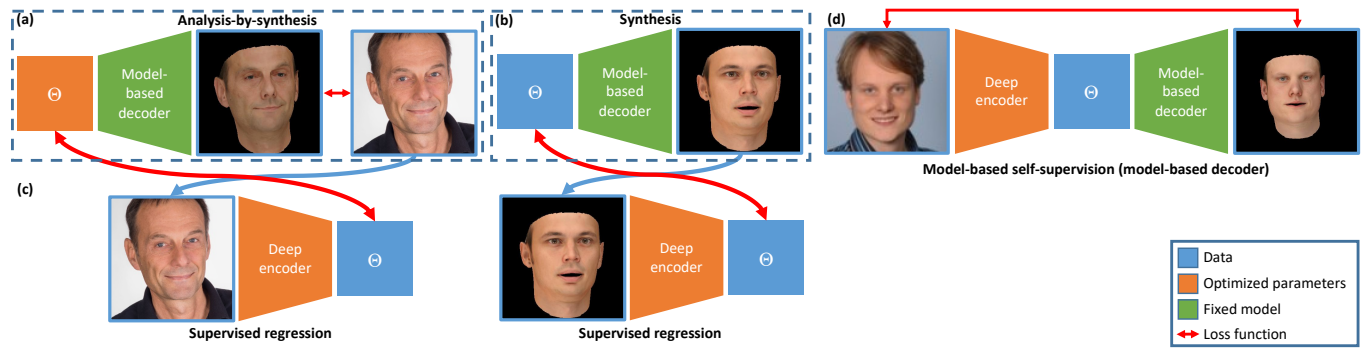 (a)
Analysis-by-synthesis
Θ
Model-
based
decoder
(b)
Synthesis
Θ
Model-
based
decoder
(d)
Deep
encoder
Θ
Model-
based
decoder
Model-based self-supervision (model-based decoder)
(c)
Deep
encoder
Θ
Supervised regression
Deep
encoder
Θ
Supervised regression
Data
Optimized parameters
Fixed model
Loss function